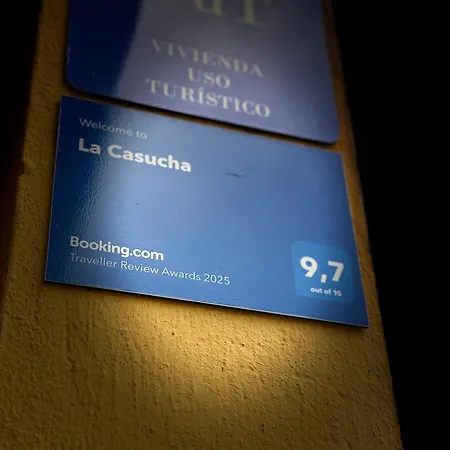 VIVIENDA
USO
TURÍSTICO
Welcome to
La Casucha
Booking.com
Traveller Review Awards 2025
9,7
out of 10